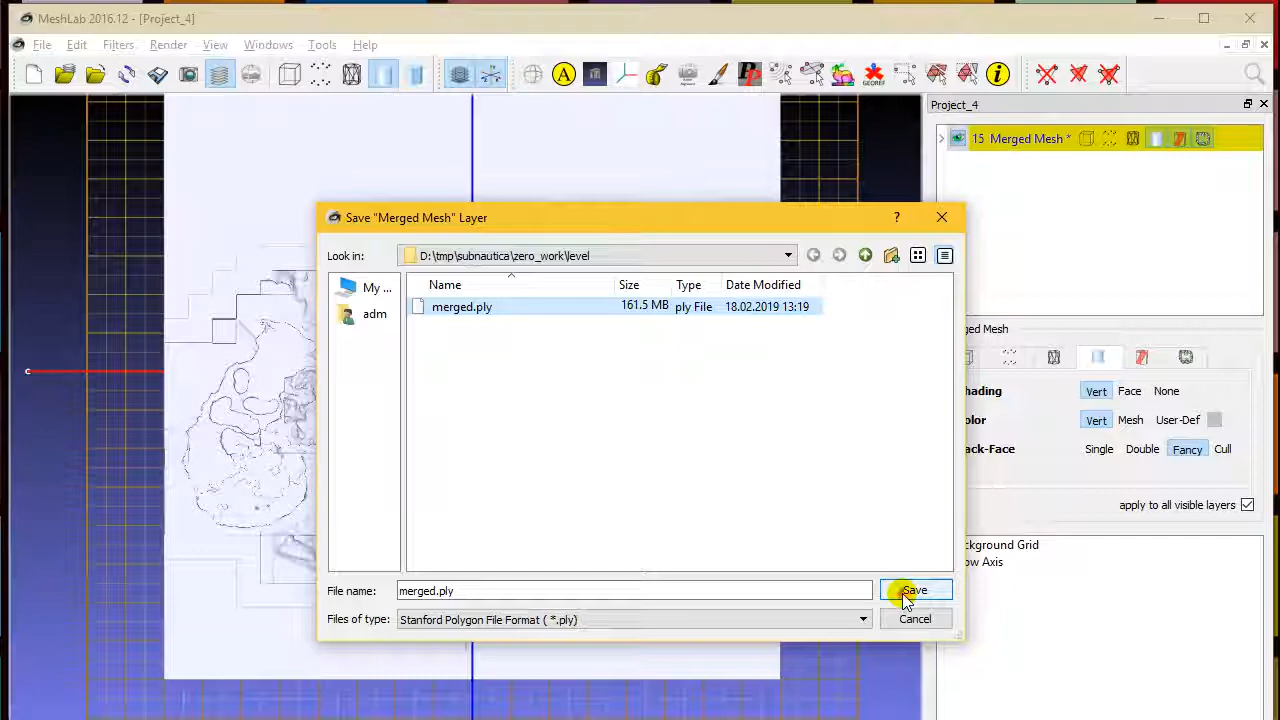 MeshLab 2016.12 - [Project_4]
File Edit Filters Render View Windows Tools Help
A
GEOREF
Project_4
15 Merged Mesh *
Save "Merged Mesh" Layer
?
Look in: D:\tmp\subnautica\zero_work\level
My ...
adm
Name Size Type Date Modified
merged.ply 161.5 MB ply File 18.02.2019 13:19
File name: merged.ply Save
Files of type: Stanford Polygon File Format ( *.ply) Cancel
ged Mesh
hading Vert Face None
olor Vert Mesh User-Def
ack-Face Single Double Fancy Cull
apply to all visible layers
ckground Grid
ow Axis